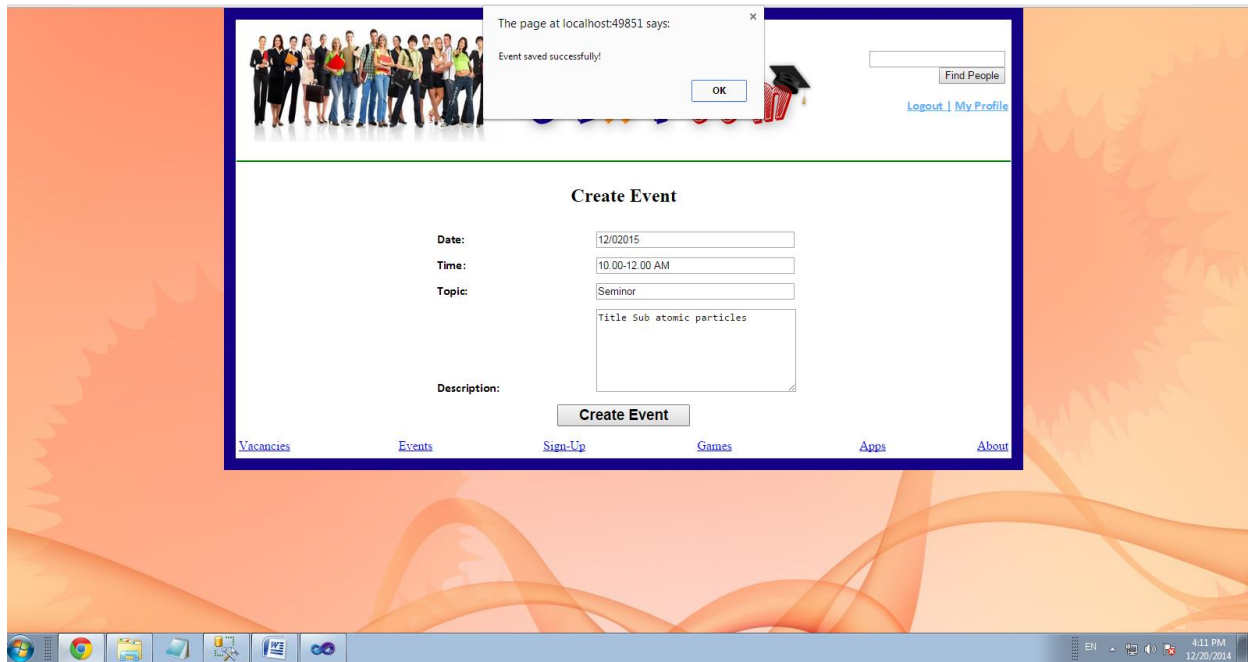 The page at localhost:49851 says:
Event saved successfully!
OK
Find People
Logout | My Profile
Create Event
Date: 12/02015
Time: 10.00-12.00 AM
Topic: Seminor
Title Sub atomic particles
Description:
Create Event
Vacancies Events Sign-Up Games Apps About
EN 4:11 PM
12/20/2014